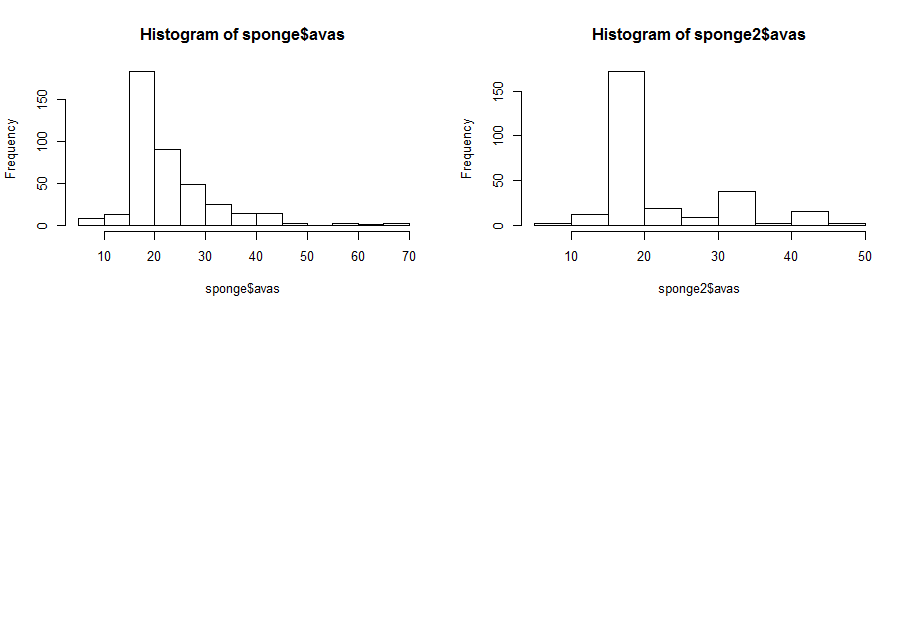 Histogram of sponge$avas
Frequency
0
50
100
150
10 20 30 40 50 60 70
sponge$avas
Histogram of sponge2$avas
Frequency
0
50
100
150
10 20 30 40 50
sponge2$avas